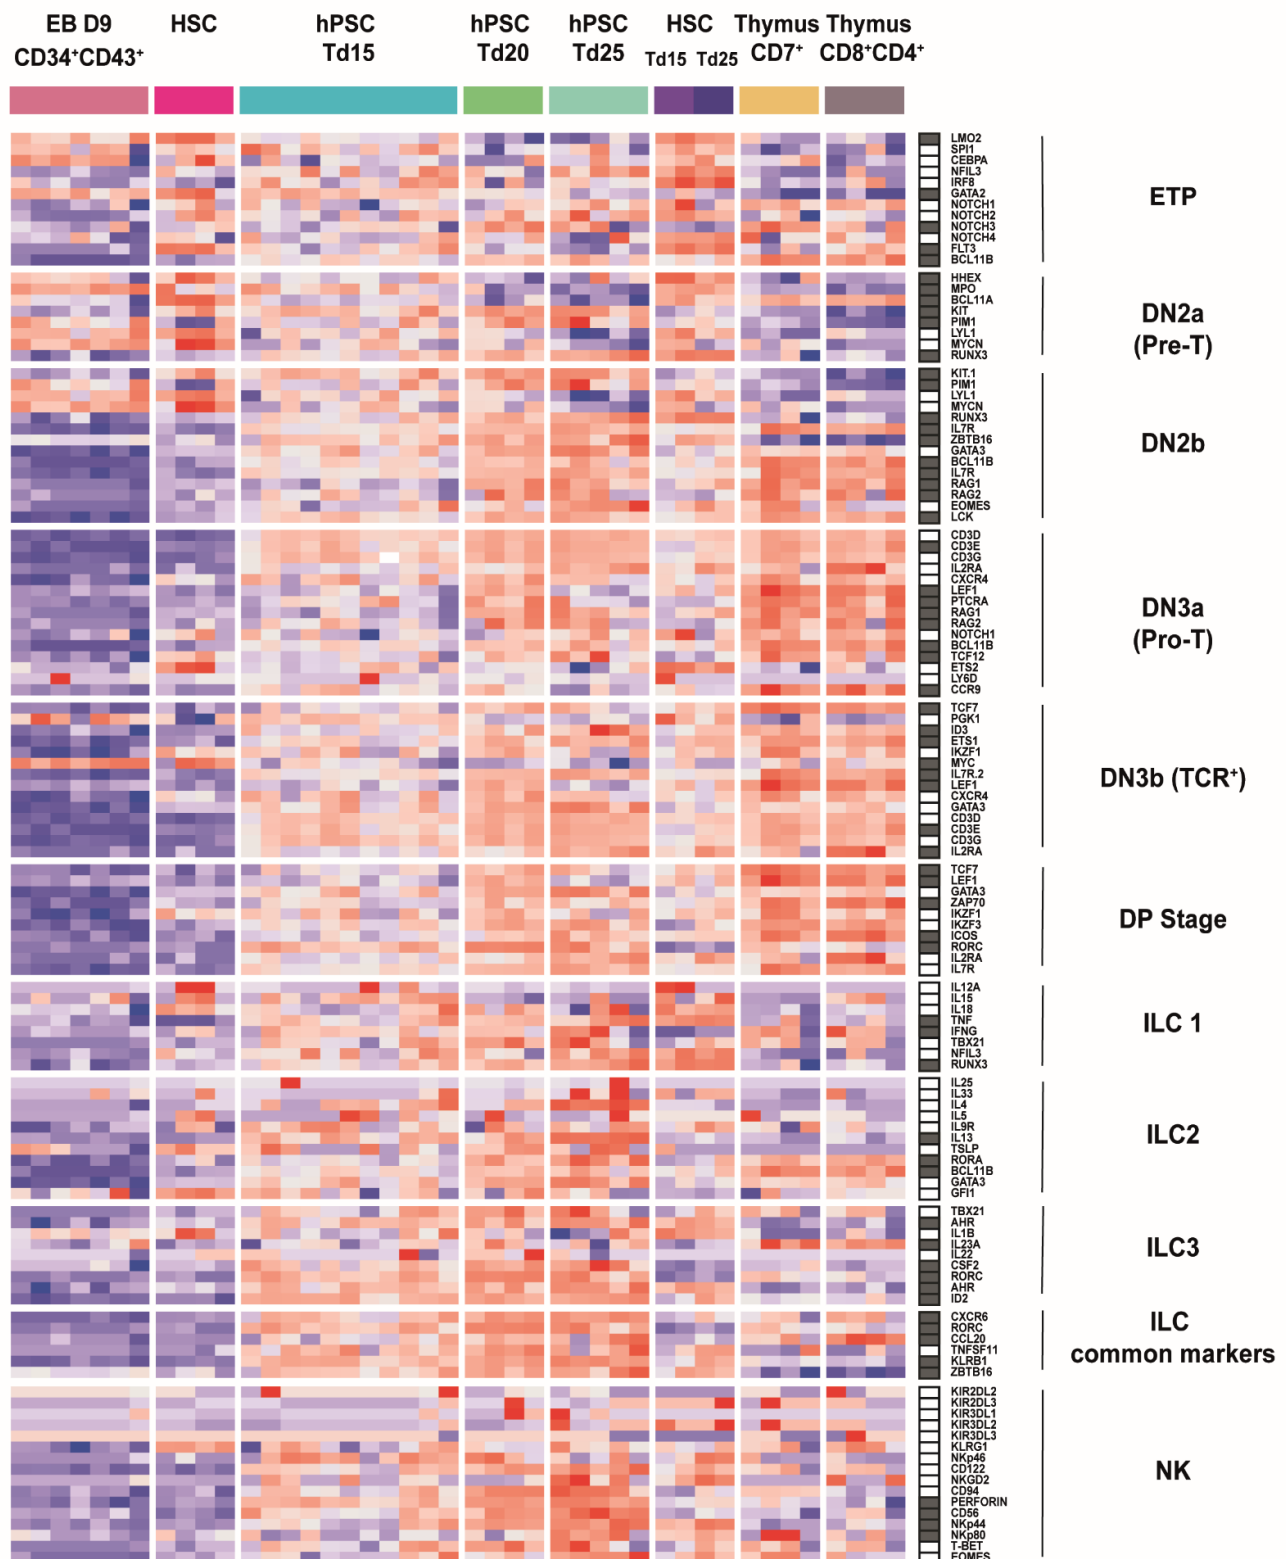 EB D9
CD34⁺CD43⁺
HSC
hPSC
Td15
hPSC
Td20
hPSC
Td25
HSC
Td15 Td25
Thymus
CD7⁺
Thymus
CD8⁺CD4⁺
LMO2
SPI1
CEBPA
NFIL3
IRF8
GATA2
NOTCH1
NOTCH2
NOTCH3
NOTCH4
FLT3
BCL11B
ETP
HHEX
MPO
BCL11A
KIT
PIM1
LYL1
MYCN
RUNX3
DN2a
(Pre-T)
KIT.1
PIM1
LYL1
MYCN
RUNX3
IL7R
ZBTB16
GATA3
BCL11B
IL7R
RAG1
RAG2
EOMES
LCK
DN2b
CD3D
CD3E
CD3G
IL2RA
CXCR4
LEF1
PTCRA
RAG1
RAG2
NOTCH1
BCL11B
TCF12
ETS2
LY6D
CCR9
DN3a
(Pro-T)
TCF7
PGK1
ID3
ETS1
IKZF1
MYC
IL7R.2
LEF1
CXCR4
GATA3
CD3D
CD3E
CD3G
IL2RA
DN3b (TCR⁺)
TCF7
LEF1
GATA3
ZAP70
IKZF1
IKZF3
ICOS
RORC
IL2RA
IL7R
DP Stage
IL12A
IL15
IL18
TNF
IFNG
TBX21
NFIL3
RUNX3
ILC 1
IL25
IL33
IL4
IL5
IL9R
IL13
TSLP
RORA
BCL11B
GATA3
GFI1
ILC2
TBX21
AHR
IL1B
IL23A
IL22
CSF2
RORC
AHR
ID2
ILC3
CXCR6
RORC
CCL20
TNFSF11
KLRB1
ZBTB16
ILC
common markers
KIR2DL2
KIR2DL3
KIR3DL1
KIR3DL2
KIR3DL3
KLRG1
NKp46
CD122
NKGD2
CD94
PERFORIN
CD56
NKp44
NKp80
T-BET
EOMES
NK